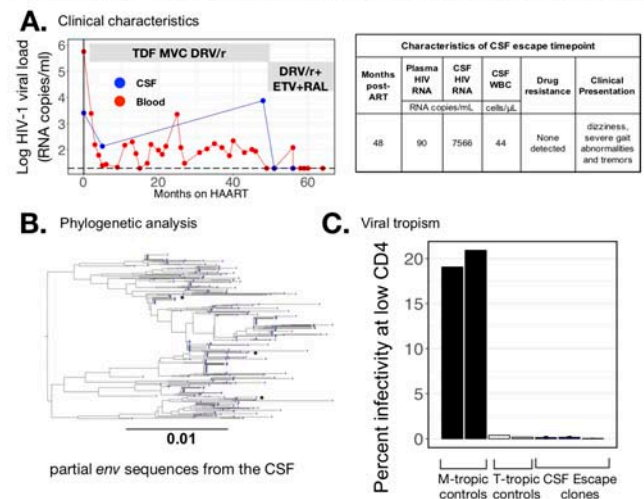 A. Clinical characteristics
Log HIV-1 viral load
(RNA copies/ml)
6
5
4
3
2
TDF MVC DRV/r
DRV/r+
ETV+RAL
CSF
Blood
0
20
40
60
Months on HAART
Characteristics of CSF escape timepoint
Months post-ART
Plasma HIV RNA
CSF HIV RNA
CSF WBC
Drug resistance
Clinical Presentation
RNA copies/mL
cells/µL
48
90
7566
44
None detected
dizziness, severe gait abnormalities and tremors
B. Phylogenetic analysis
0.01
partial env sequences from the CSF
C. Viral tropism
Percent infectivity at low CD4
20
15
10
5
0
M-tropic controls
T-tropic controls
CSF Escape clones